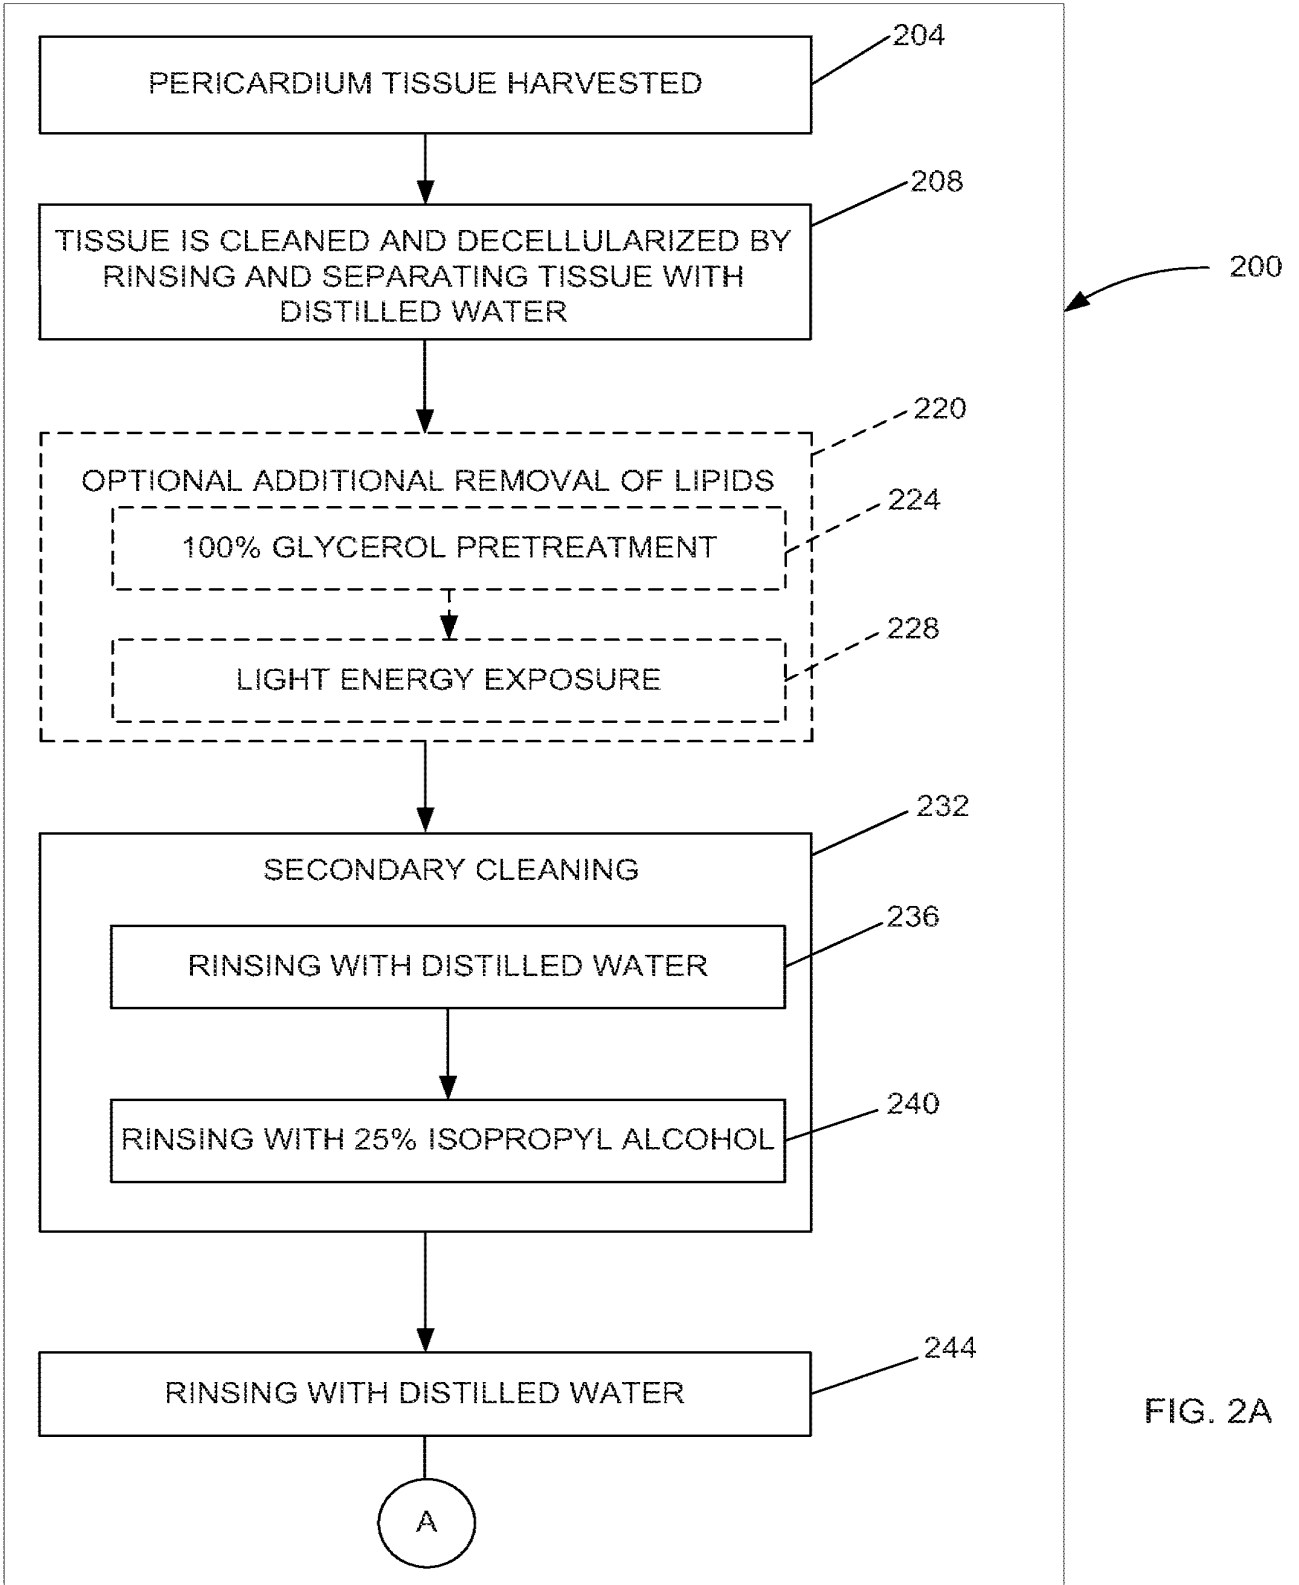 204
PERICARDIUM TISSUE HARVESTED
208
TISSUE IS CLEANED AND DECELLULARIZED BY
RINSING AND SEPARATING TISSUE WITH
DISTILLED WATER
200
220
OPTIONAL ADDITIONAL REMOVAL OF LIPIDS
224
100% GLYCEROL PRETREATMENT
228
LIGHT ENERGY EXPOSURE
232
SECONDARY CLEANING
236
RINSING WITH DISTILLED WATER
240
RINSING WITH 25% ISOPROPYL ALCOHOL
244
RINSING WITH DISTILLED WATER
FIG. 2A
A